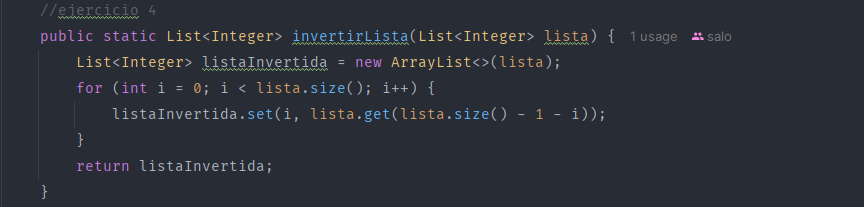 //ejercicio 4
public static List<Integer> invertirLista(List<Integer> lista) { 1 usage salo
List<Integer> listaInvertida = new ArrayList<>(lista);
for (int i = 0; i < lista.size(); i++) {
listaInvertida.set(i, lista.get(lista.size() - 1 - i));
}
return listaInvertida;
}